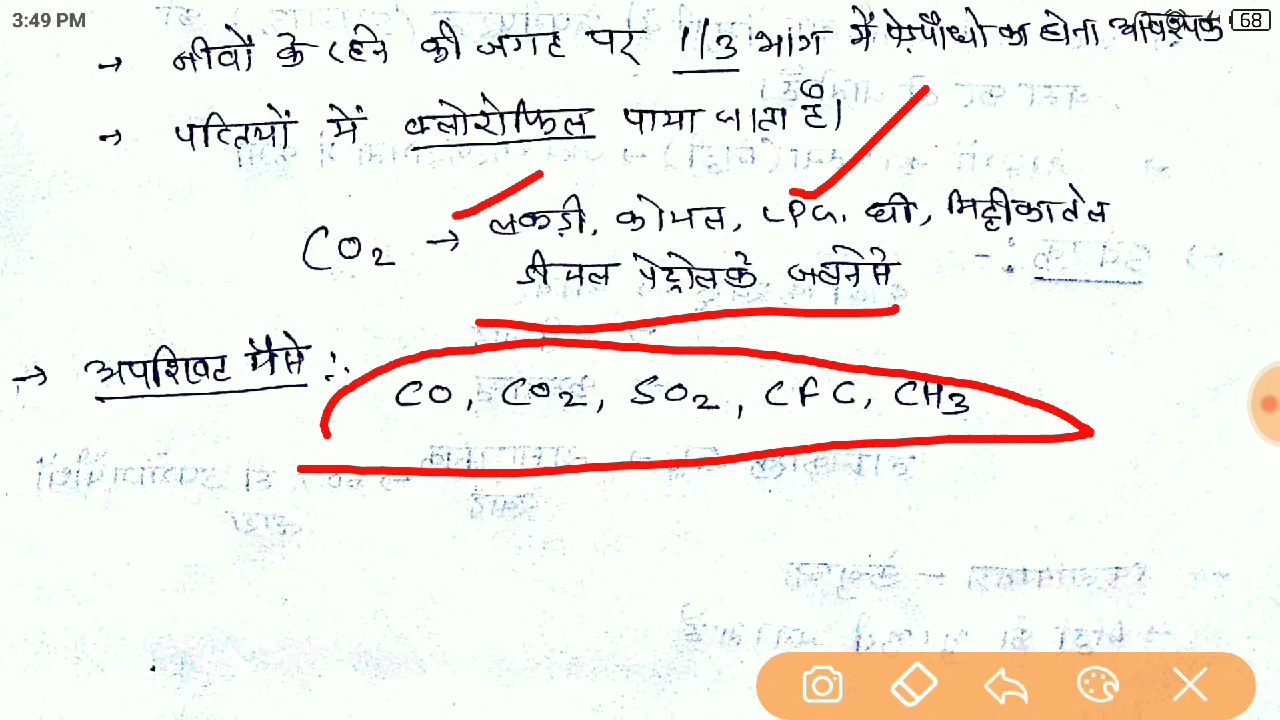 3:49 PM 68
→ जीवों के रहने की जगह पर 1/3 भाग में पेड़पौधो का होना आवश्यक
→ पत्तियों में क्लोरोफिल पाया जाता है।
CO2 → लकड़ी, कोयला, LPG, घी, मिट्टी का तेल
डीजल पेट्रोल के जलने से
→ अपशिष्ट गैसे :-
CO, CO2, SO2, CFC, CH3